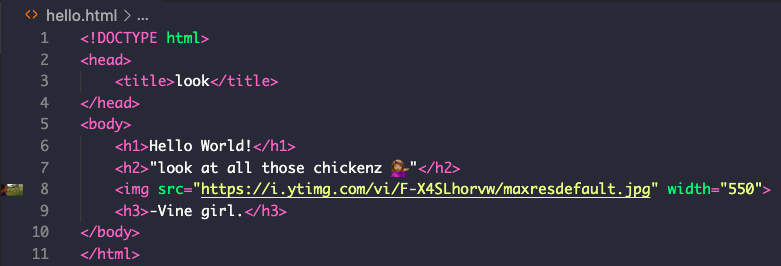 hello.html > ...
1 <!DOCTYPE html>
2 <head>
3     <title>look</title>
4 </head>
5 <body>
6     <h1>Hello World!</h1>
7     <h2>"look at all those chickenz 💁🏽‍♀️"</h2>
8     <img src="https://i.ytimg.com/vi/F-X4SLhorvw/maxresdefault.jpg" width="550">
9     <h3>-Vine girl.</h3>
10 </body>
11 </html>